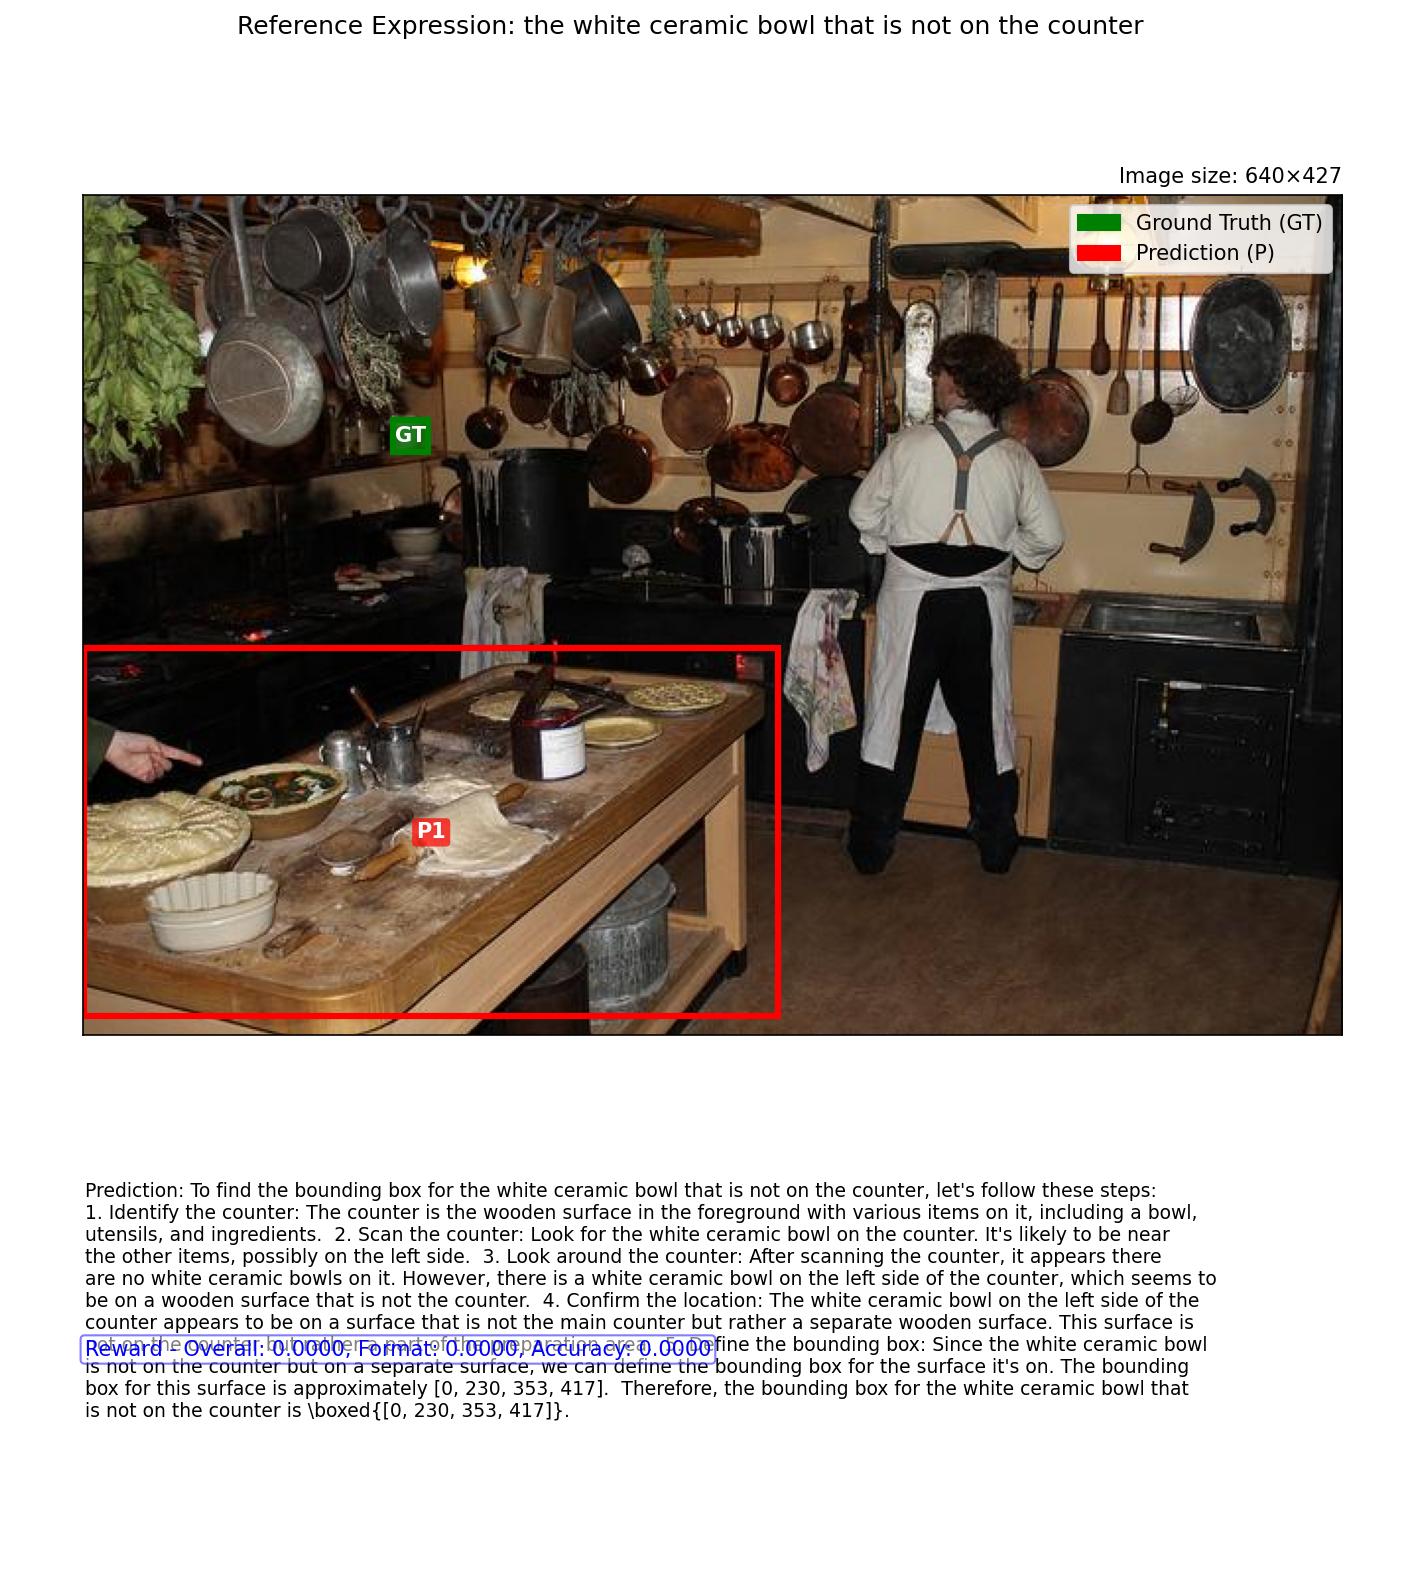 Reference Expression: the white ceramic bowl that is not on the counter
Image size: 640×427
Ground Truth (GT)
Prediction (P)
GT
P1
Prediction: To find the bounding box for the white ceramic bowl that is not on the counter, let's follow these steps:
1. Identify the counter: The counter is the wooden surface in the foreground with various items on it, including a bowl,
utensils, and ingredients.  2. Scan the counter: Look for the white ceramic bowl on the counter. It's likely to be near
the other items, possibly on the left side.  3. Look around the counter: After scanning the counter, it appears there
are no white ceramic bowls on it. However, there is a white ceramic bowl on the left side of the counter, which seems to
be on a wooden surface that is not the counter.  4. Confirm the location: The white ceramic bowl on the left side of the
counter appears to be on a surface that is not the main counter but rather a separate wooden surface. This surface is
not on the counter but rather a part of the preparation area.  5. Define the bounding box: Since the white ceramic bowl
Reward - Overall: 0.0000, Format: 0.0000, Accuracy: 0.0000
is not on the counter but on a separate surface, we can define the bounding box for the surface it's on. The bounding
box for this surface is approximately [0, 230, 353, 417].  Therefore, the bounding box for the white ceramic bowl that
is not on the counter is \boxed{[0, 230, 353, 417]}.